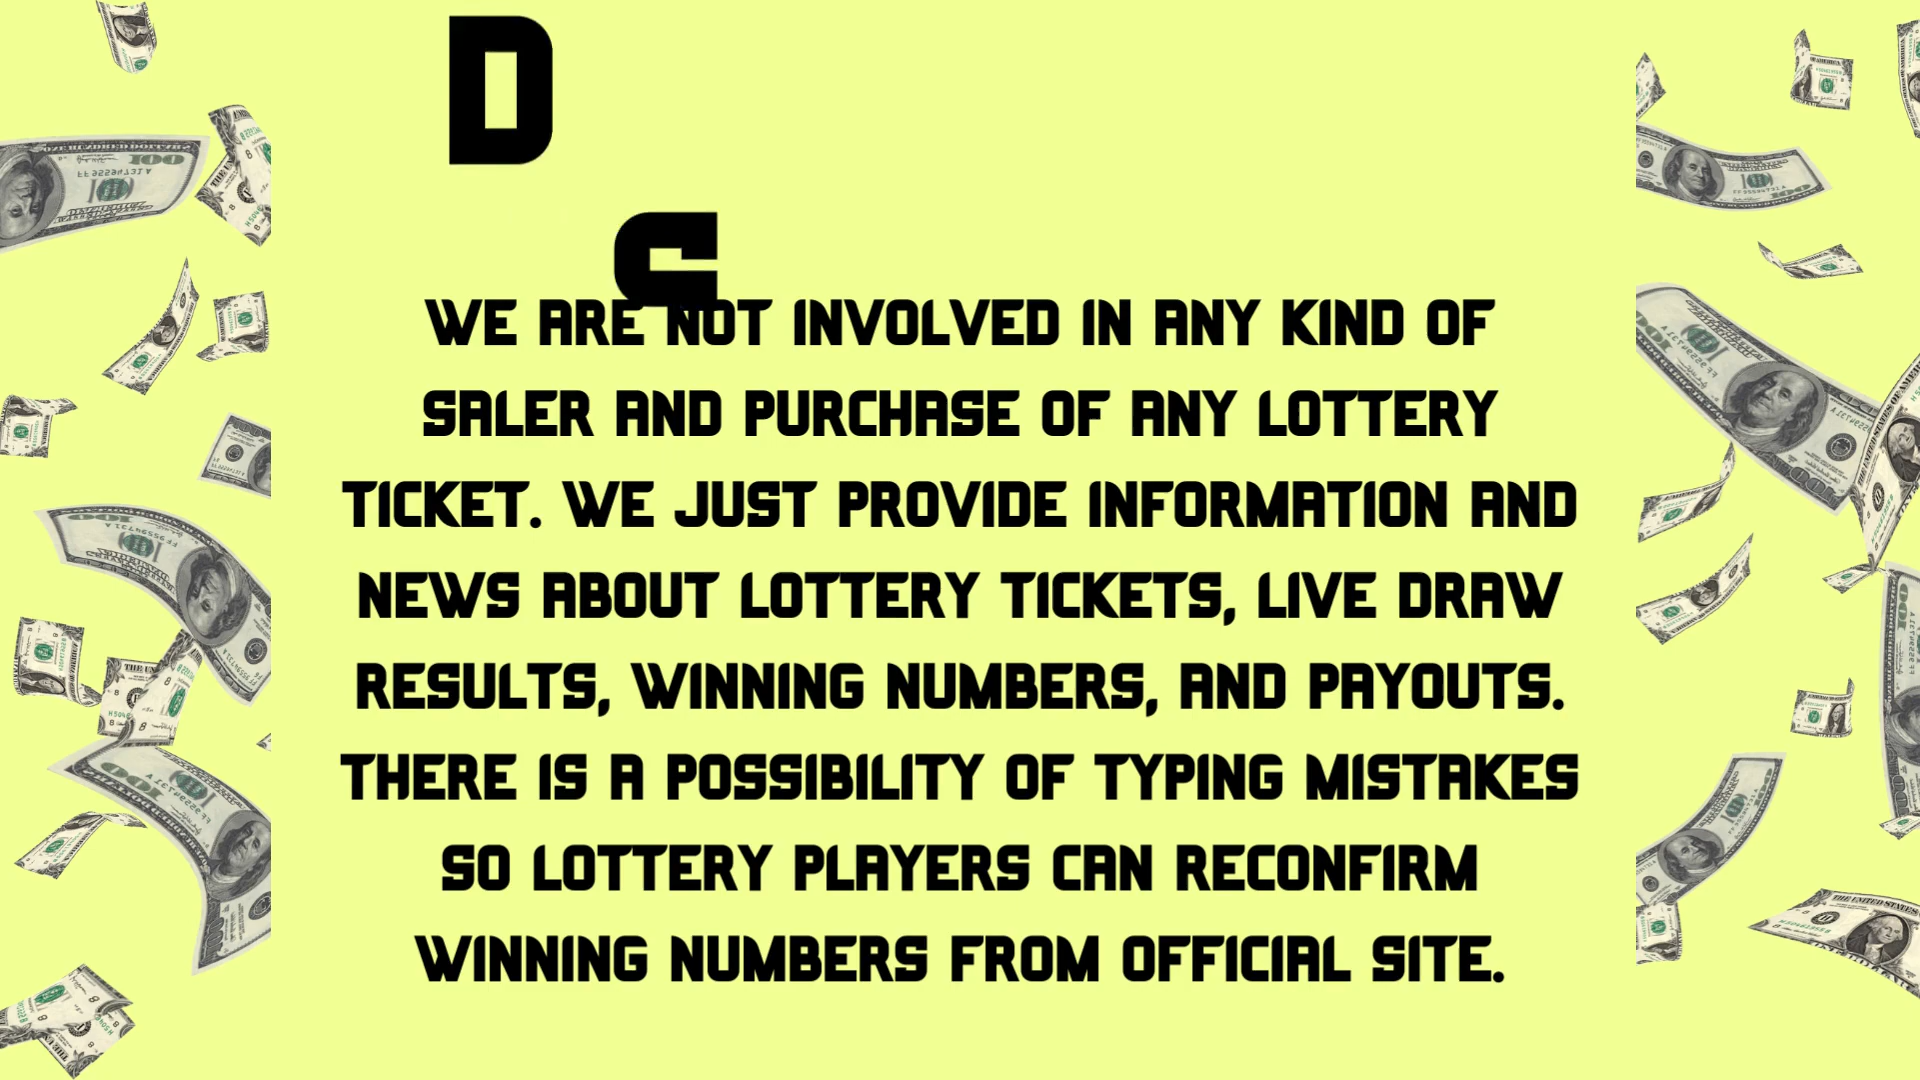 D
S
WE ARE NOT INVOLVED IN ANY KIND OF
SALER AND PURCHASE OF ANY LOTTERY
TICKET. WE JUST PROVIDE INFORMATION AND
NEWS ABOUT LOTTERY TICKETS, LIVE DRAW
RESULTS, WINNING NUMBERS, AND PAYOUTS.
THERE IS A POSSIBILITY OF TYPING MISTAKES
SO LOTTERY PLAYERS CAN RECONFIRM
WINNING NUMBERS FROM OFFICIAL SITE.